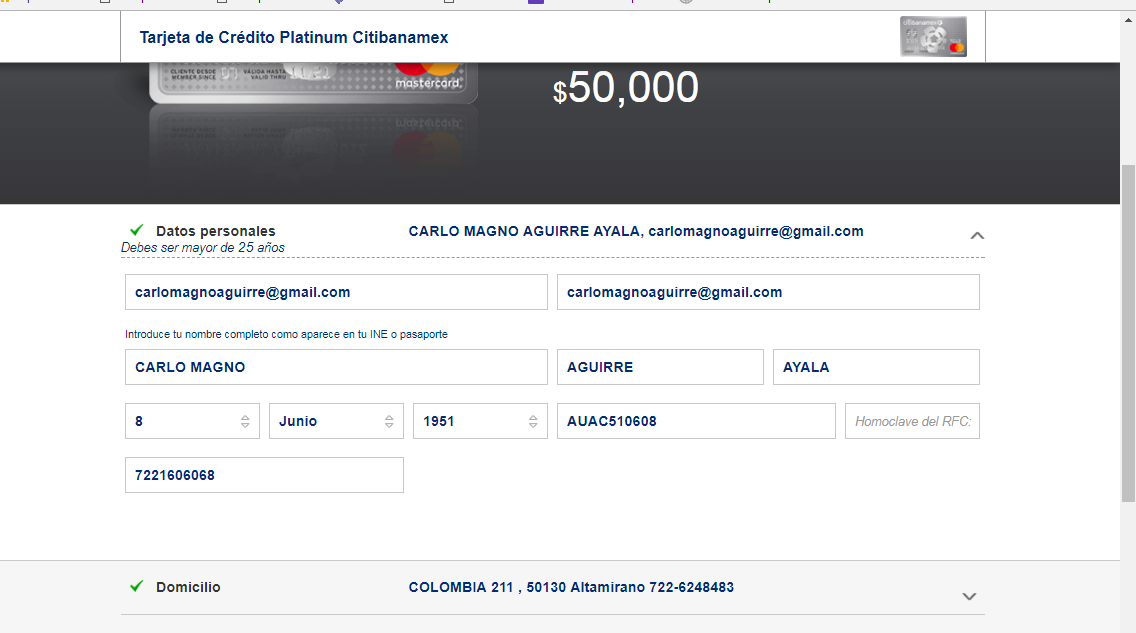 Tarjeta de Crédito Platinum Citibanamex
citibanamex
CLIENTE DESDE
MEMBER SINCE
VÁLIDA HASTA
VALID THRU
mastercard.
$50,000
Datos personales
CARLO MAGNO AGUIRRE AYALA, carlomagnoaguirre@gmail.com
Debes ser mayor de 25 años
carlomagnoaguirre@gmail.com carlomagnoaguirre@gmail.com
Introduce tu nombre completo como aparece en tu INE o pasaporte
CARLO MAGNO AGUIRRE AYALA
8 Junio 1951 AUAC510608 Homoclave del RFC:
7221606068
Domicilio COLOMBIA 211 , 50130 Altamirano 722-6248483